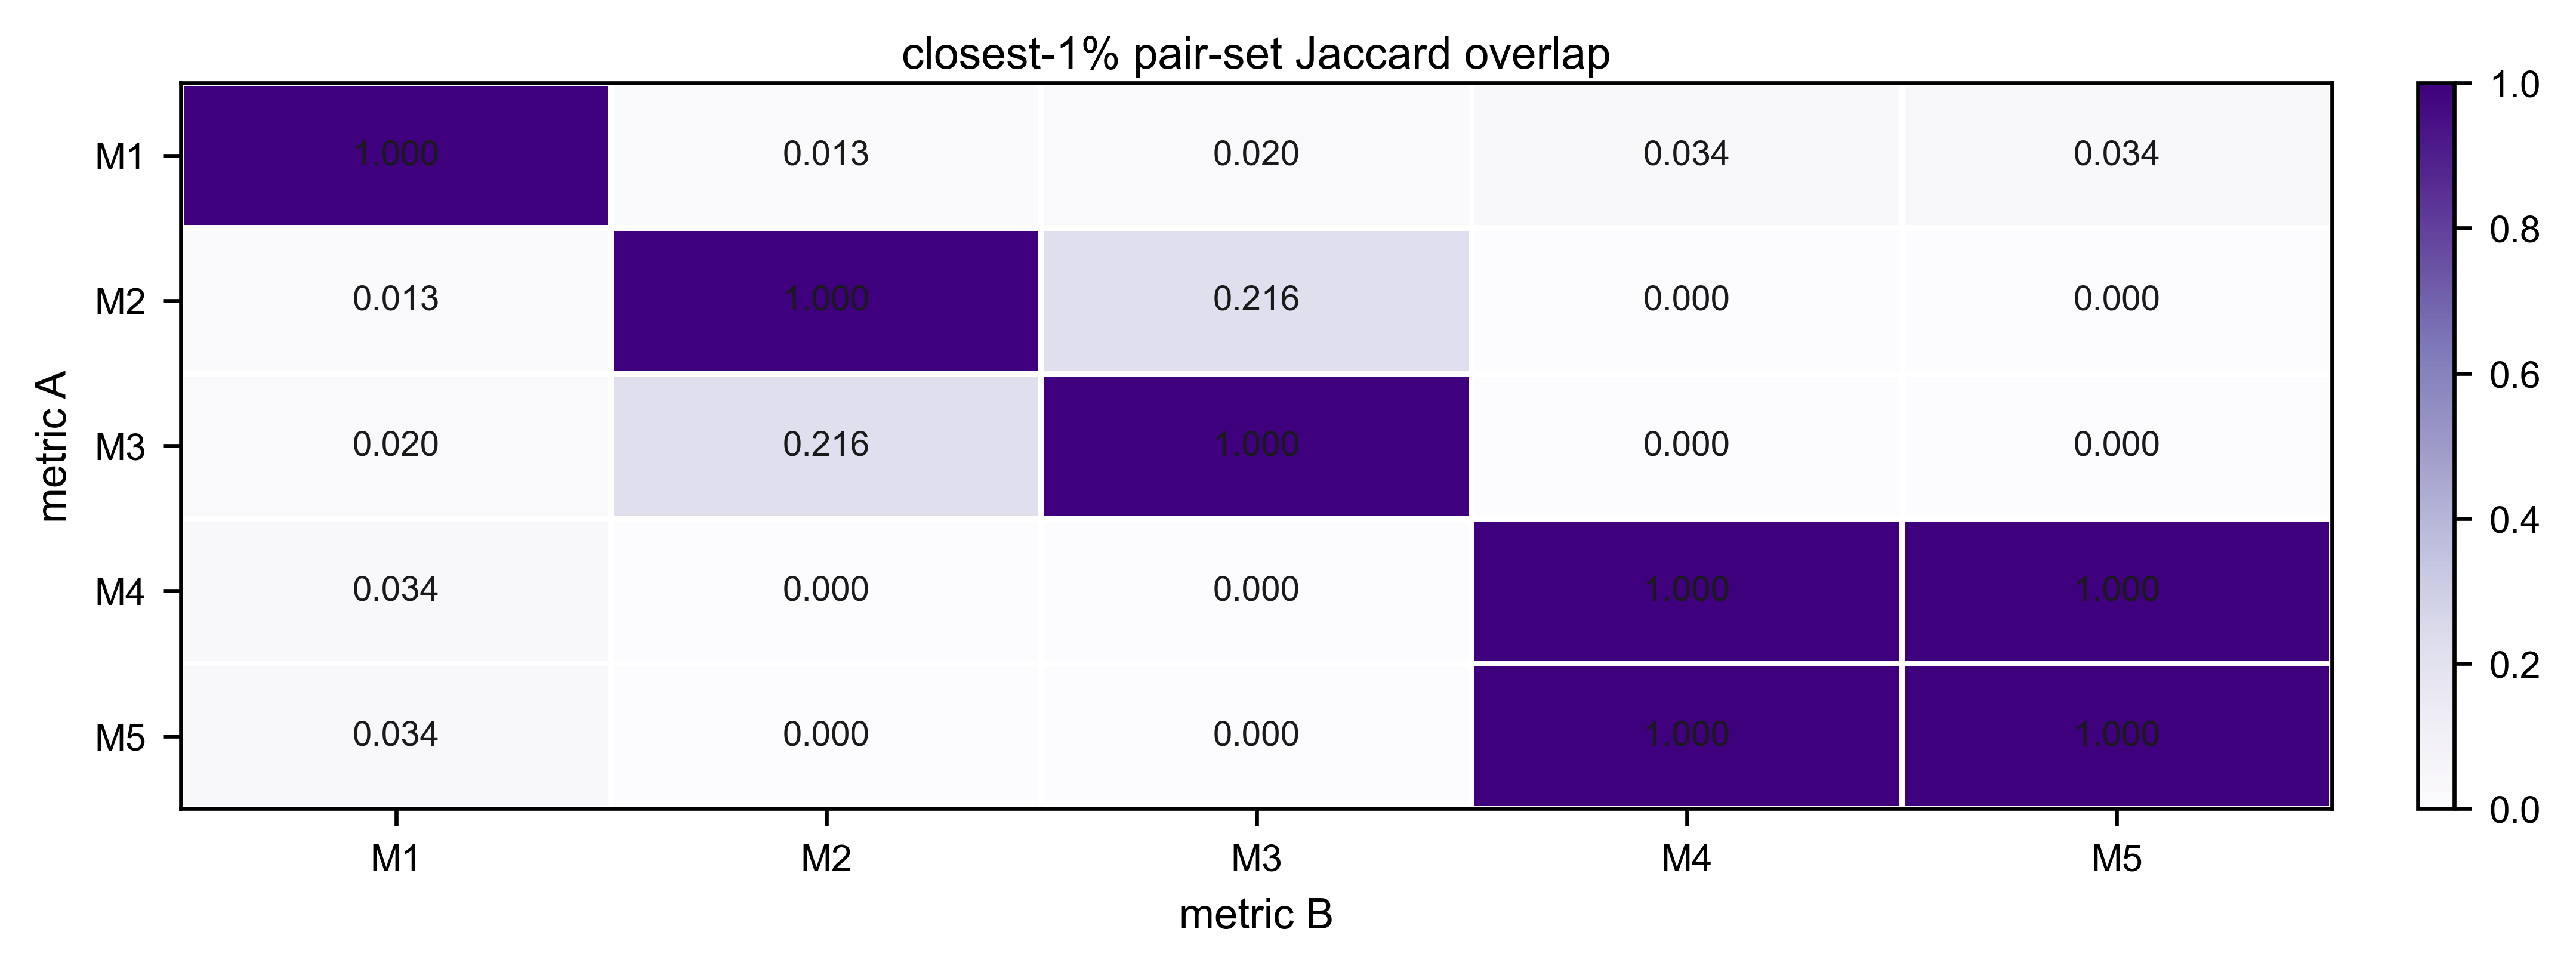 closest-1% pair-set Jaccard overlap
M1 1.000 0.013 0.020 0.034 0.034
M2 0.013 1.000 0.216 0.000 0.000
M3 0.020 0.216 1.000 0.000 0.000
M4 0.034 0.000 0.000 1.000 1.000
M5 0.034 0.000 0.000 1.000 1.000
M1 M2 M3 M4 M5
metric B
metric A
1.0
0.8
0.6
0.4
0.2
0.0